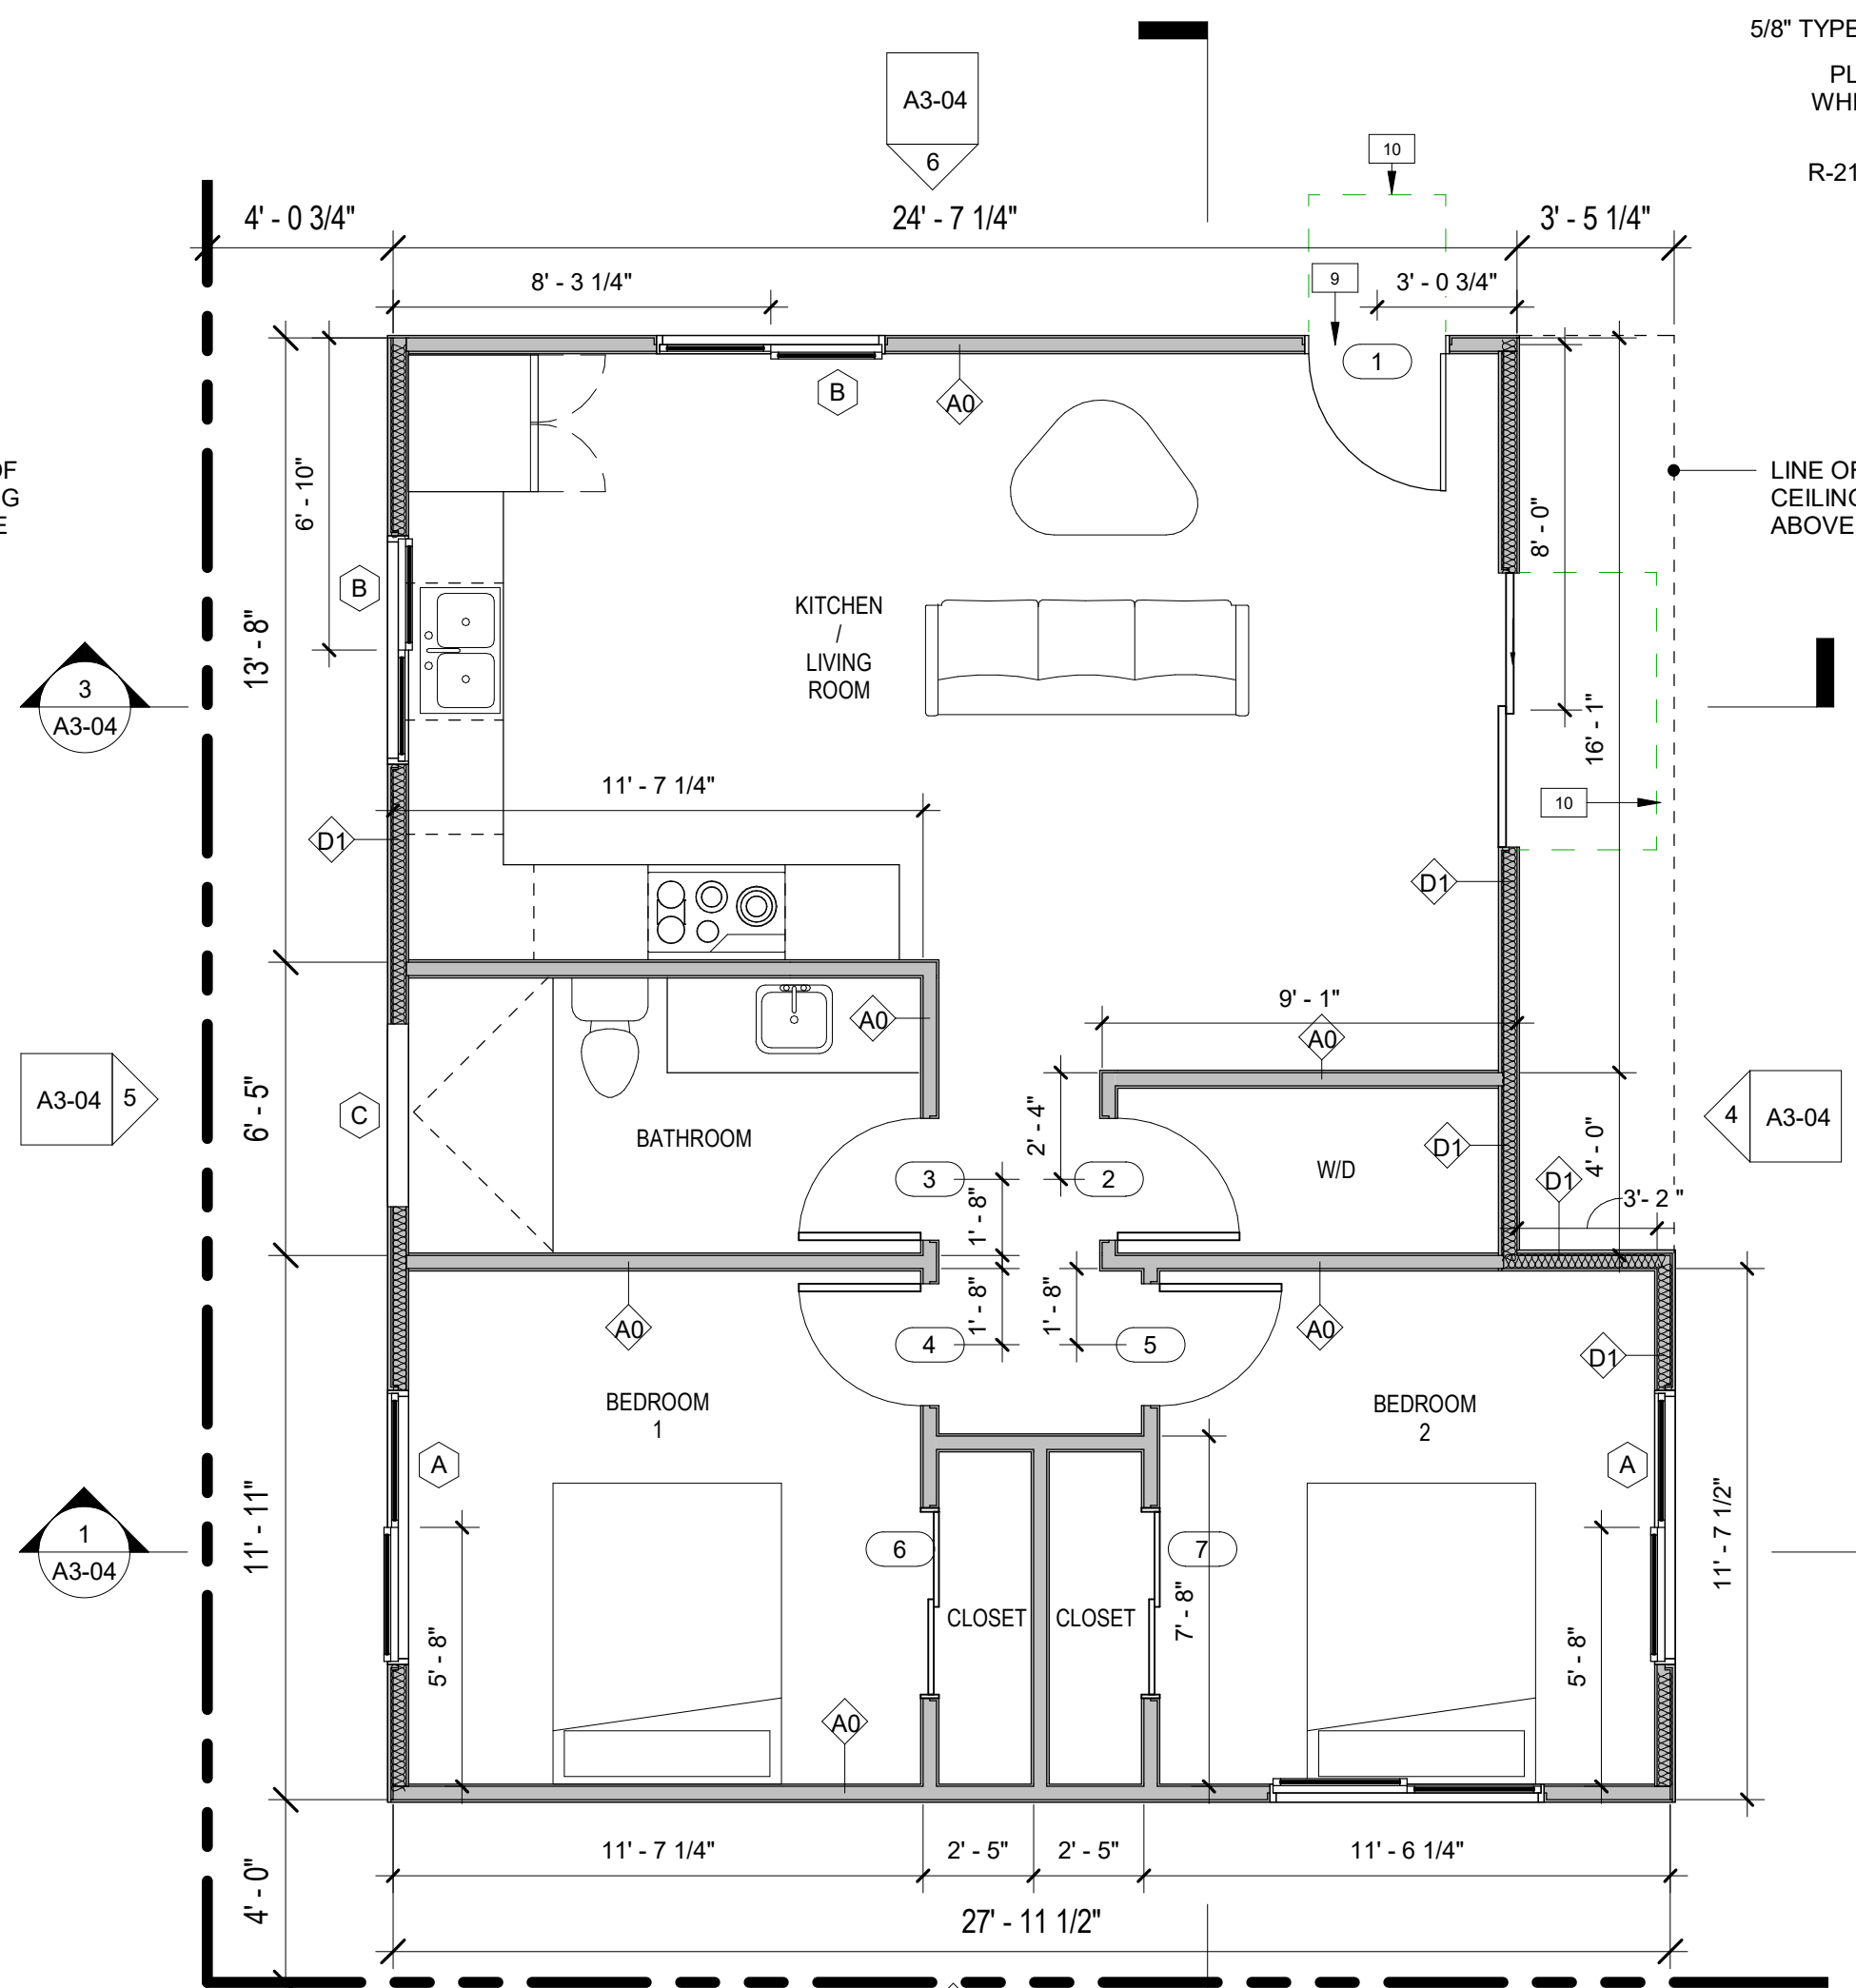 5/8" TYPE
PL
R-21
A3-04
6
10
4' - 0 3/4"
24' - 7 1/4"
3' - 5 1/4"
8' - 3 1/4"
9
3' - 0 3/4"
1
B
A0
OF
G
E
6' - 10"
LINE OF
CEILING
ABOVE
8' - 0"
B
KITCHEN
/
LIVING
ROOM
13' - 8"
3
A3-04
16' - 1"
11' - 7 1/4"
10
D1
D1
9' - 1"
A0
A0
A3-04
5
6' - 5"
C
BATHROOM
2' - 4"
3
2
W/D
D1
D1
4' - 0"
4
A3-04
3'- 2 "
1' - 8"
1' - 8"
1' - 8"
A0
4
5
A0
D1
BEDROOM
1
BEDROOM
2
A
A
1
A3-04
11' - 11"
6
7
11' - 7 1/2"
CLOSET
CLOSET
5' - 8"
7' - 8"
5' - 8"
A0
11' - 7 1/4"
2' - 5"
2' - 5"
11' - 6 1/4"
4' - 0"
27' - 11 1/2"